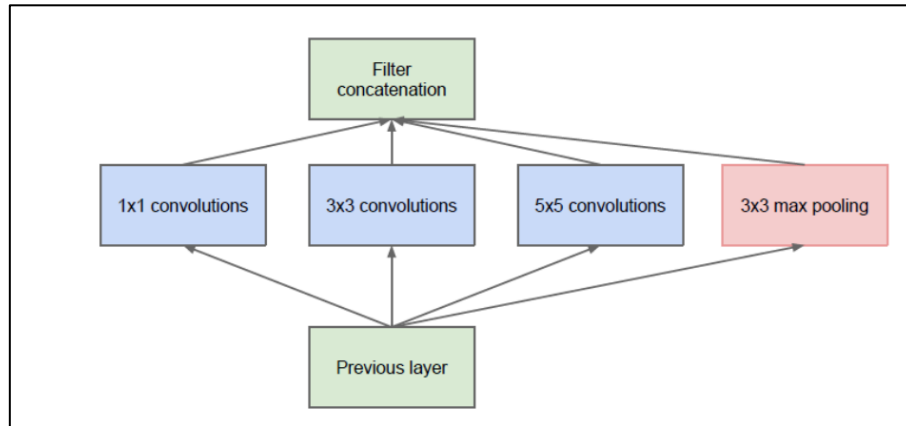 Filter
concatenation
1x1 convolutions
3x3 convolutions
5x5 convolutions
3x3 max pooling
Previous layer